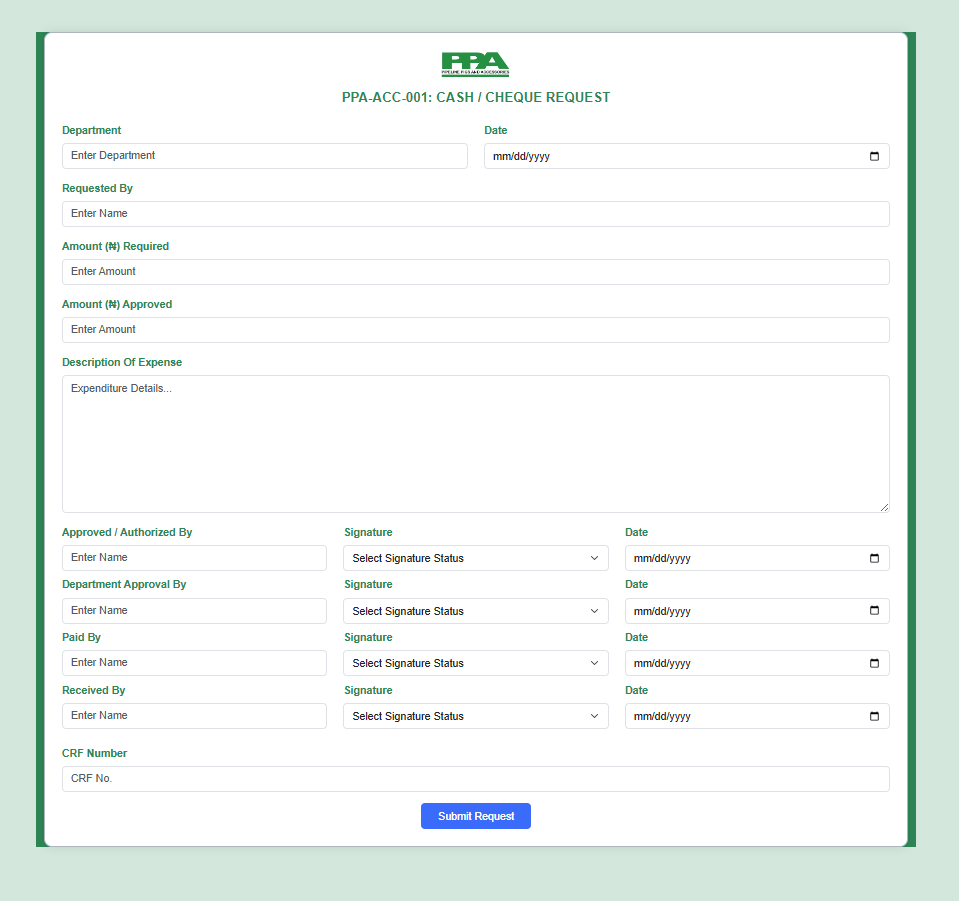 PPA
PIPELINE PIGS AND ACCESSORIES
PPA-ACC-001: CASH / CHEQUE REQUEST
Department Date
Enter Department mm/dd/yyyy
Requested By
Enter Name
Amount (₦) Required
Enter Amount
Amount (₦) Approved
Enter Amount
Description Of Expense
Expenditure Details...
Approved / Authorized By Signature Date
Enter Name Select Signature Status mm/dd/yyyy
Department Approval By Signature Date
Enter Name Select Signature Status mm/dd/yyyy
Paid By Signature Date
Enter Name Select Signature Status mm/dd/yyyy
Received By Signature Date
Enter Name Select Signature Status mm/dd/yyyy
CRF Number
CRF No.
Submit Request